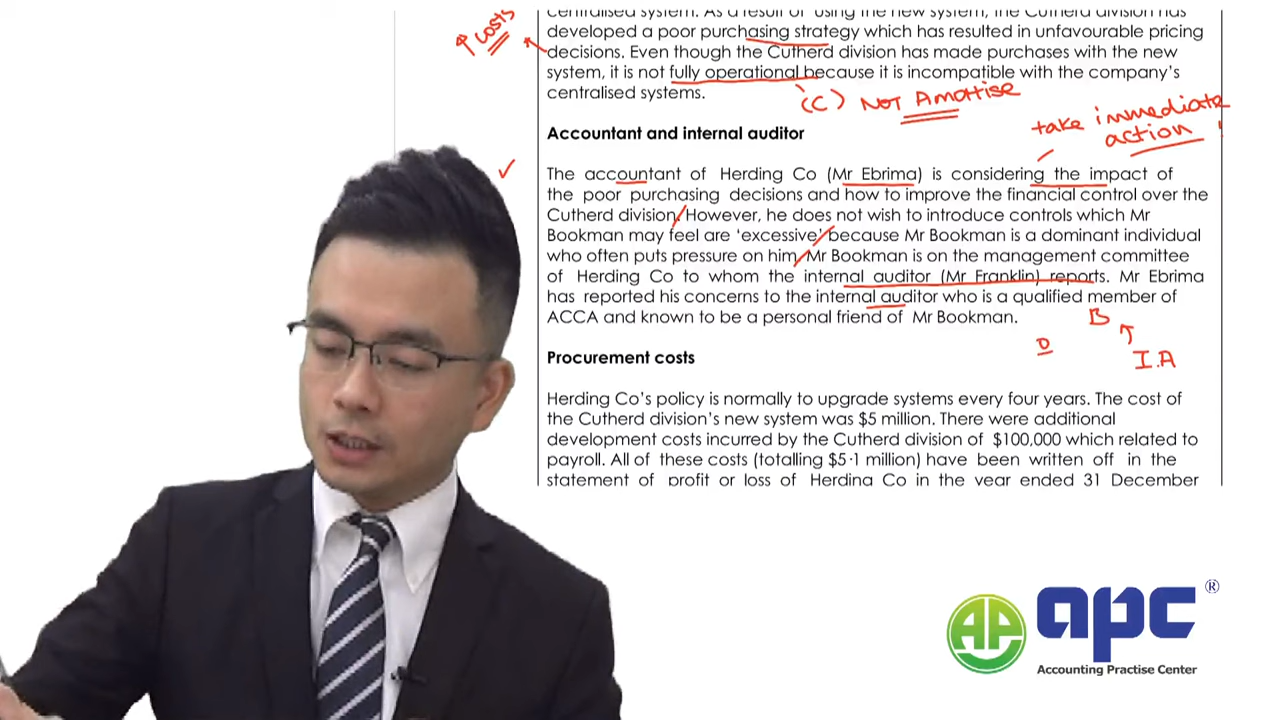 centralised system. As a result of using the new system, the Cutherd division has
developed a poor purchasing strategy which has resulted in unfavourable pricing
decisions. Even though the Cutherd division has made purchases with the new
system, it is not fully operational because it is incompatible with the company's
centralised systems.
↑ costs
(C) NOT Amortise
Accountant and internal auditor
take immediate
action !
The accountant of Herding Co (Mr Ebrima) is considering the impact of
the poor purchasing decisions and how to improve the financial control over the
Cutherd division. However, he does not wish to introduce controls which Mr
Bookman may feel are 'excessive' because Mr Bookman is a dominant individual
who often puts pressure on him. Mr Bookman is on the management committee
of Herding Co to whom the internal auditor (Mr Franklin) reports. Mr Ebrima
has reported his concerns to the internal auditor who is a qualified member of
ACCA and known to be a personal friend of Mr Bookman.
B
↑
I.A
Procurement costs
Herding Co's policy is normally to upgrade systems every four years. The cost of
the Cutherd division's new system was $5 million. There were additional
development costs incurred by the Cutherd division of $100,000 which related to
payroll. All of these costs (totalling $5·1 million) have been written off in the
statement of profit or loss of Herding Co in the year ended 31 December
AP
apc®
Accounting Practise Center